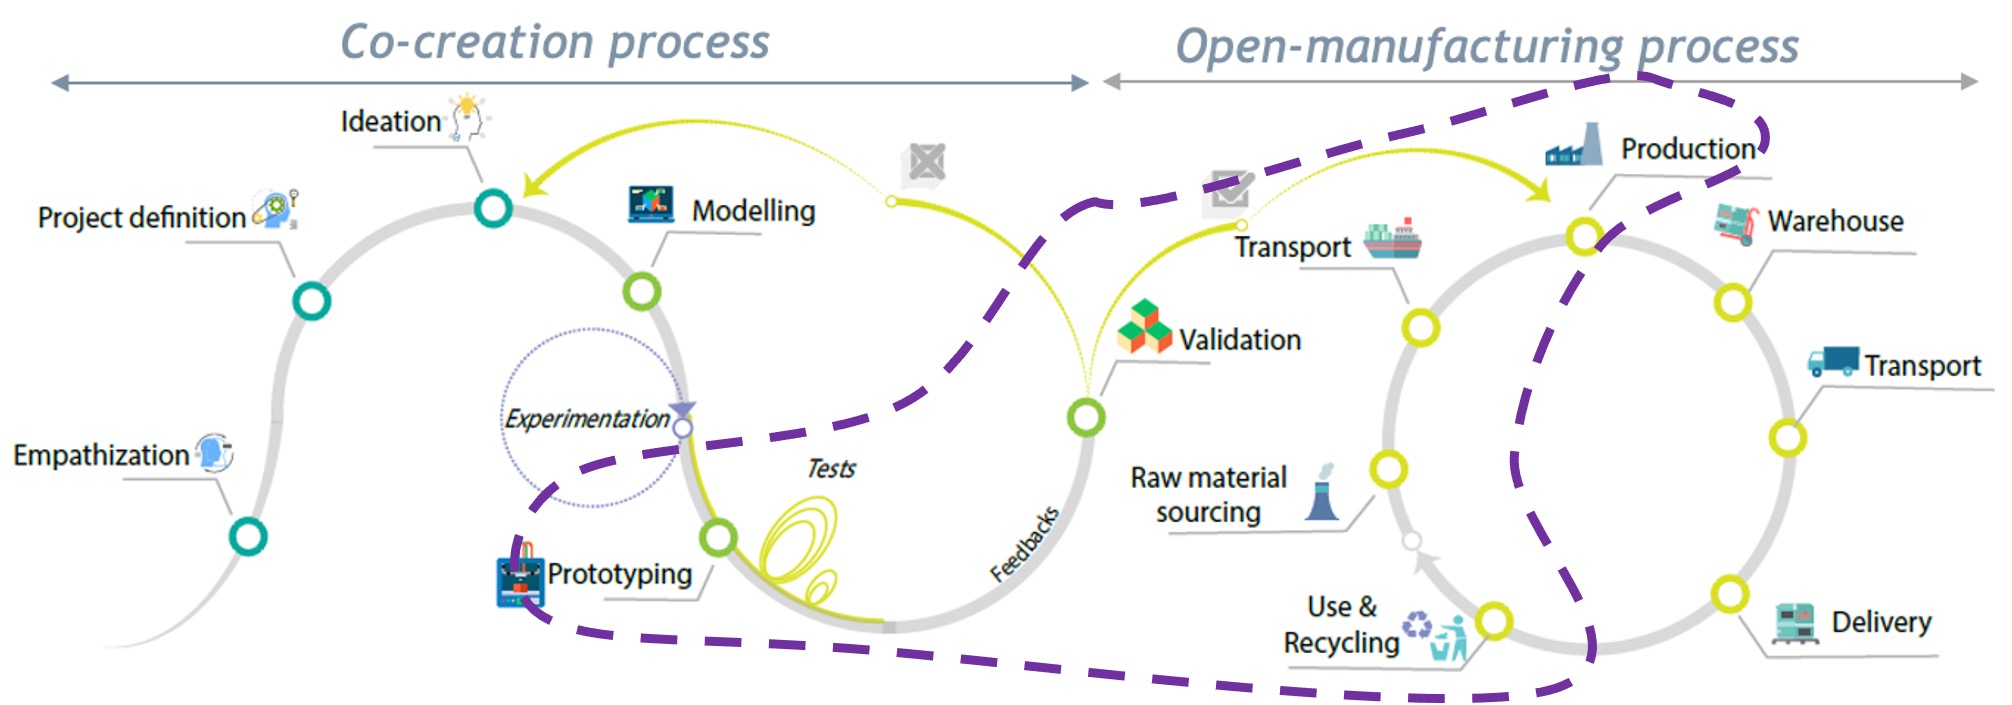 Co-creation process
Open-manufacturing process
Ideation
Project definition
Modelling
Empathization
Experimentation
Tests
Prototyping
Feedbacks
Validation
Production
Transport
Warehouse
Transport
Raw material
sourcing
Use &
Recycling
Delivery